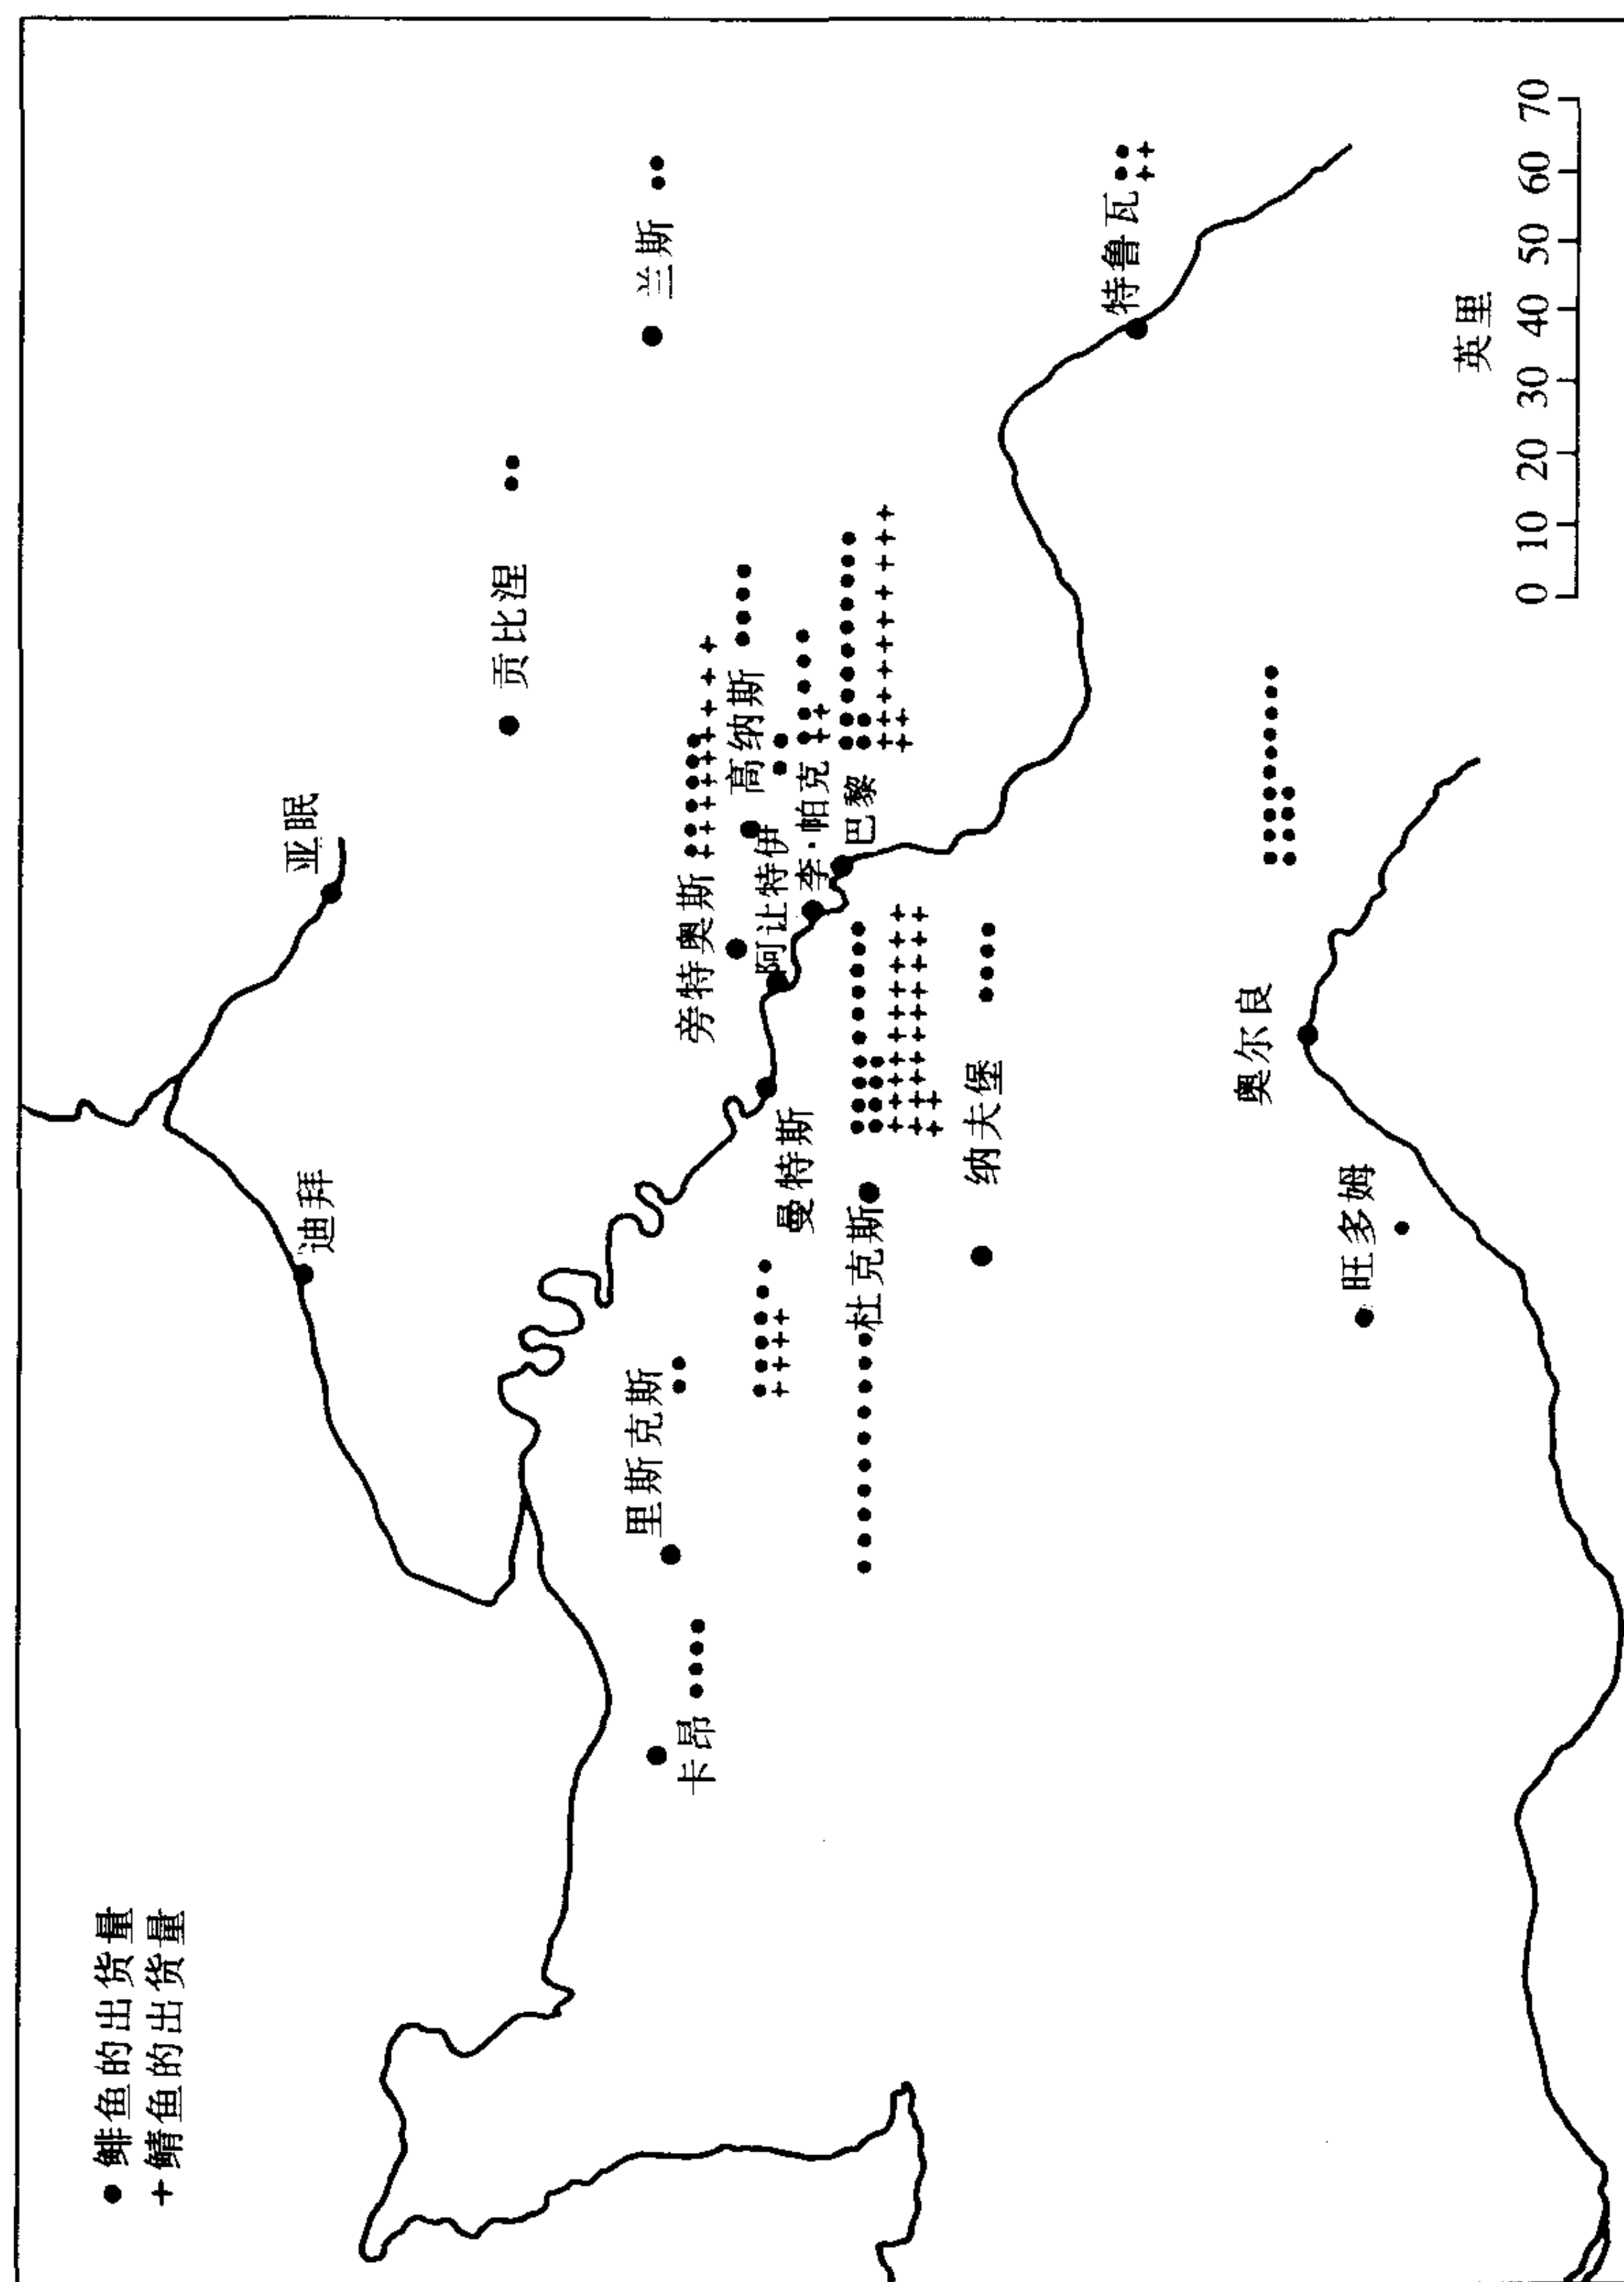 ● 鲱鱼的出货量
+ 鲭鱼的出货量
亚眠
迪拜
贡比涅
兰斯
旁特奥斯
高纳斯
阿让特伊
李·帕克
巴黎
里斯克斯
卡昂
曼特斯
杜克斯
纳夫堡
特鲁瓦
奥尔良
旺多姆
英里
0 10 20 30 40 50 60 70